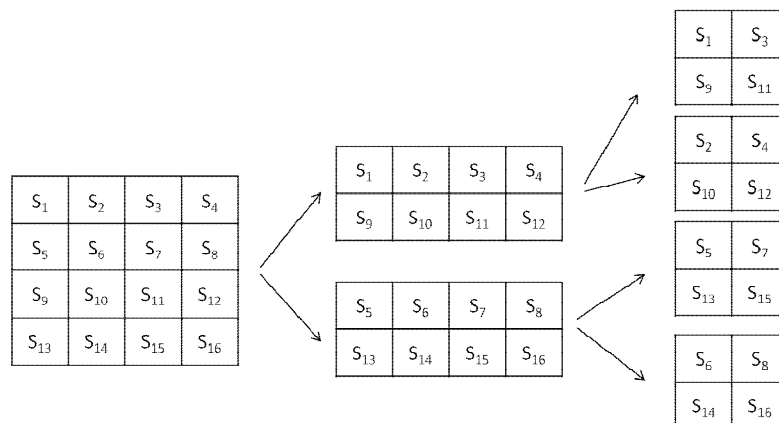 S₁ S₂ S₃ S₄
S₅ S₆ S₇ S₈
S₉ S₁₀ S₁₁ S₁₂
S₁₃ S₁₄ S₁₅ S₁₆
S₁ S₂ S₃ S₄
S₉ S₁₀ S₁₁ S₁₂
S₅ S₆ S₇ S₈
S₁₃ S₁₄ S₁₅ S₁₆
S₁ S₃
S₉ S₁₁
S₂ S₄
S₁₀ S₁₂
S₅ S₇
S₁₃ S₁₅
S₆ S₈
S₁₄ S₁₆